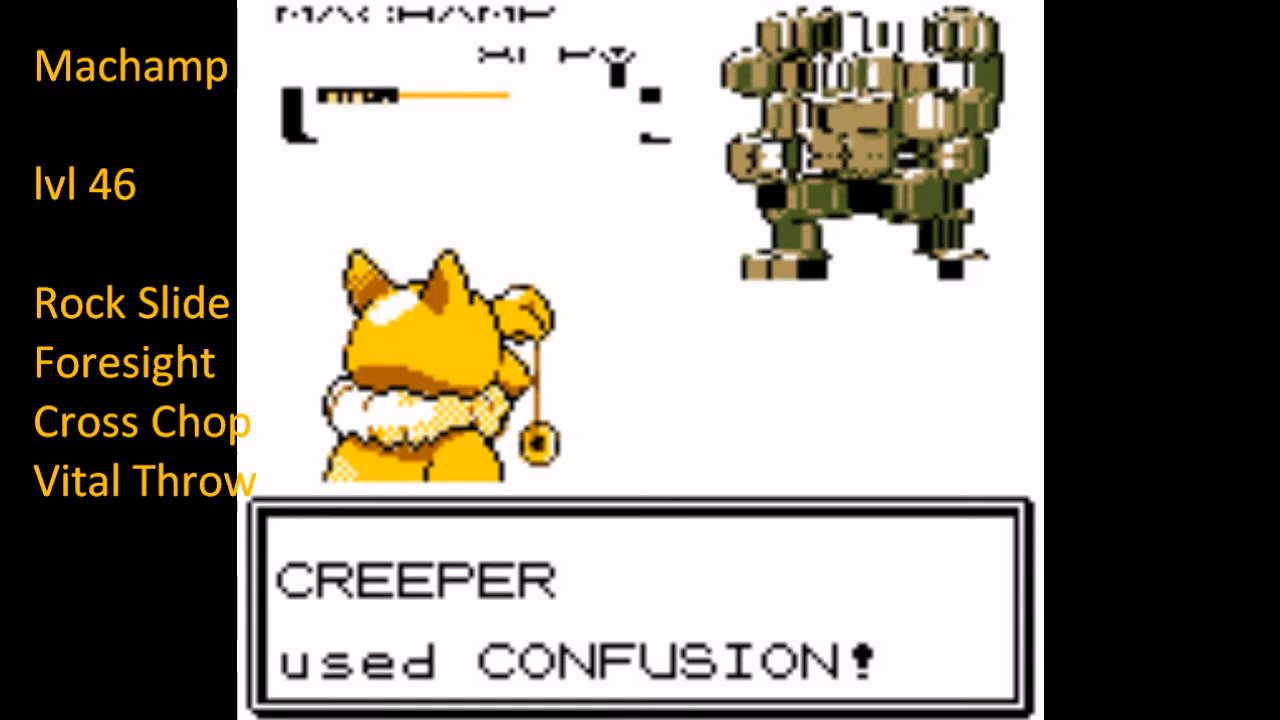 Machamp
lvl 46
Rock Slide
Foresight
Cross Chop
Vital Throw
CREEPER
used CONFUSION!